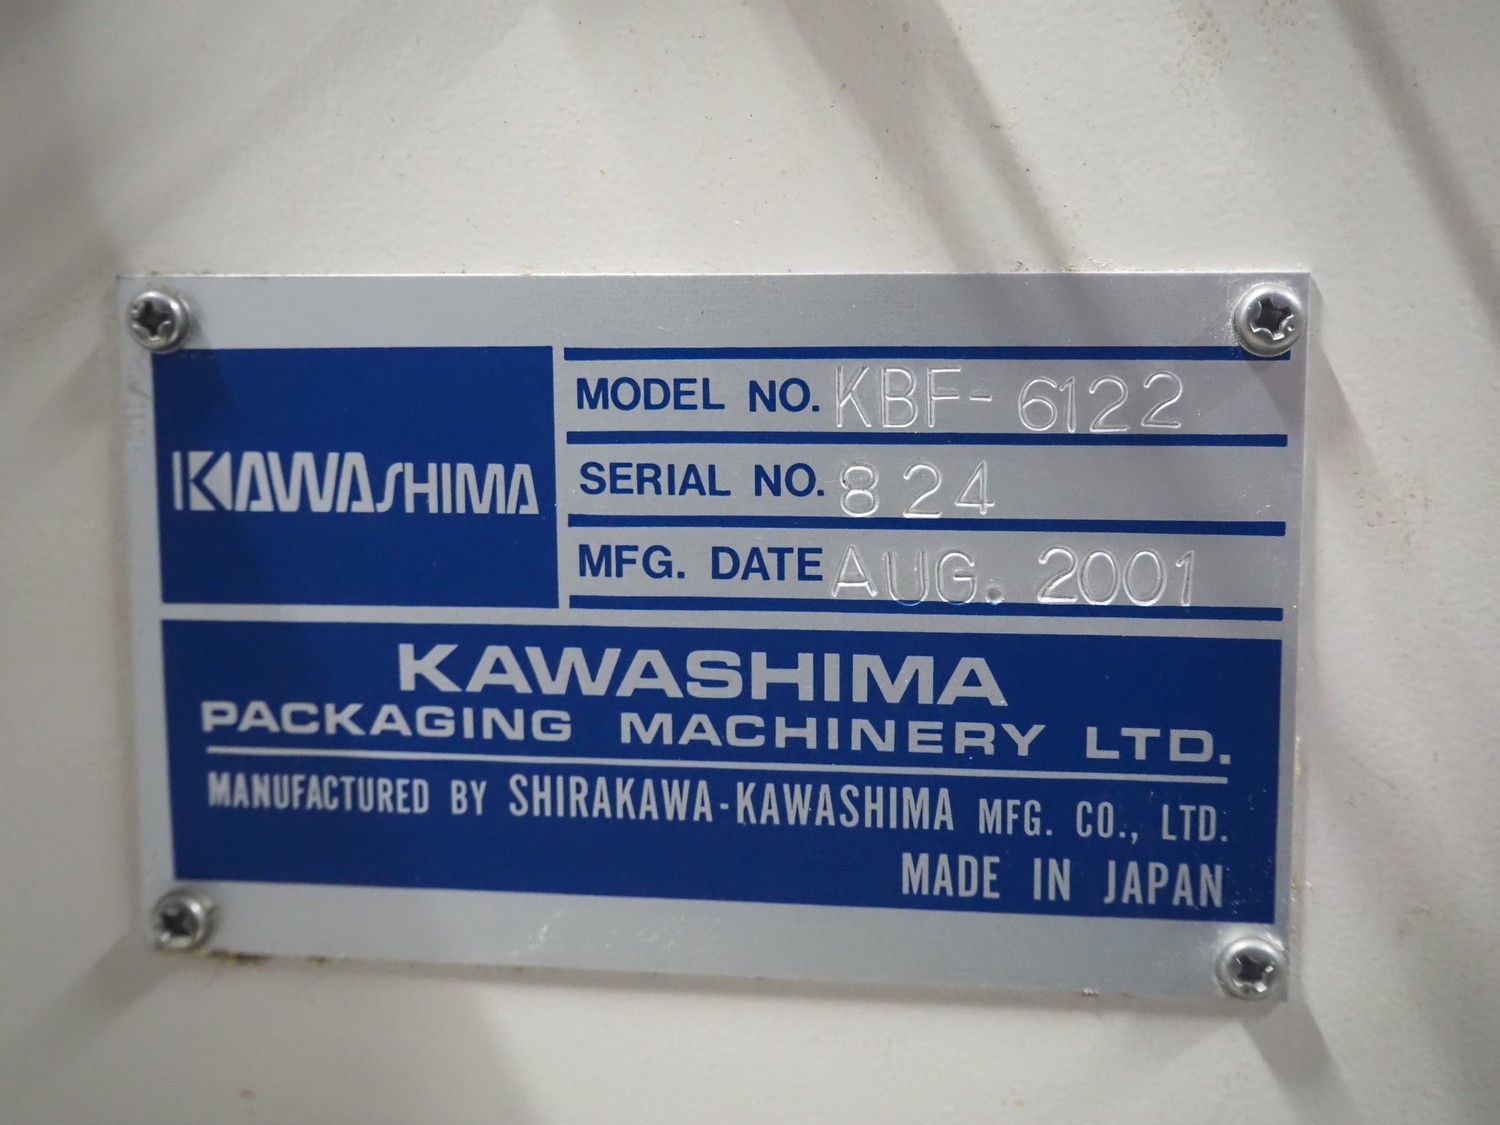 KAWASHIMA
MODEL NO. KBF-6122
SERIAL NO. 824
MFG. DATE AUG. 2001
KAWASHIMA
PACKAGING MACHINERY LTD.
MANUFACTURED BY SHIRAKAWA-KAWASHIMA MFG. CO., LTD.
MADE IN JAPAN